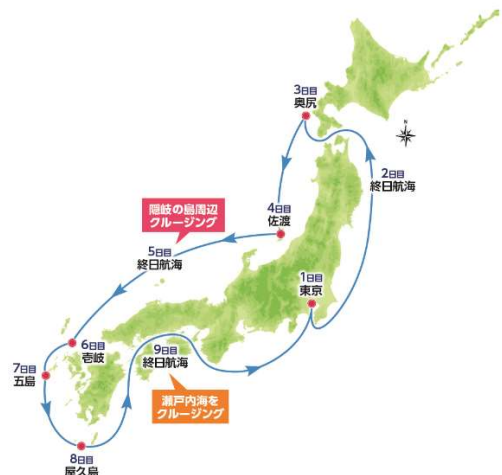 3日目
奥尻
N
2日目
終日航海
4日目
佐渡
隠岐の島周辺
クルージング
5日目
終日航海
1日目
東京
6日目
壱岐
7日目
五島
9日目
終日航海
瀬戸内海を
クルージング
8日目
屋久島